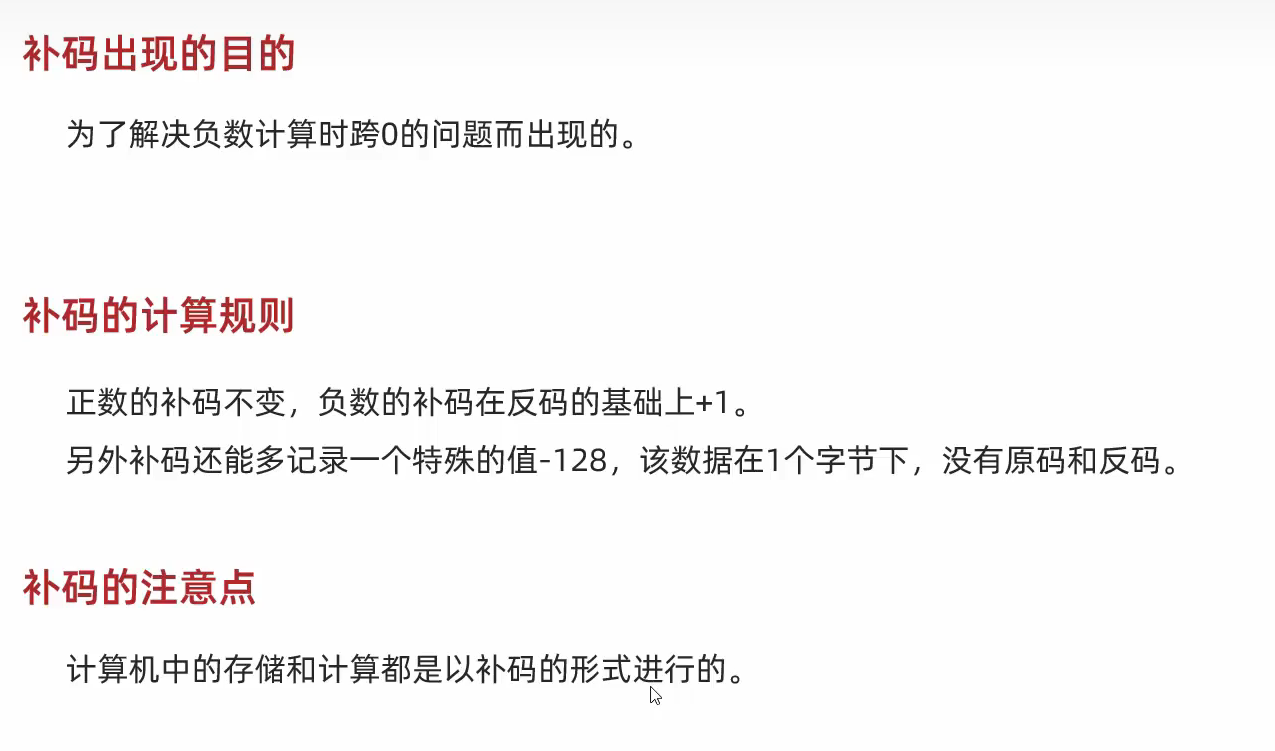 补码出现的目的
为了解决负数计算时跨0的问题而出现的。
补码的计算规则
正数的补码不变，负数的补码在反码的基础上+1。
另外补码还能多记录一个特殊的值-128，该数据在1个字节下，没有原码和反码。
补码的注意点
计算机中的存储和计算都是以补码的形式进行的。